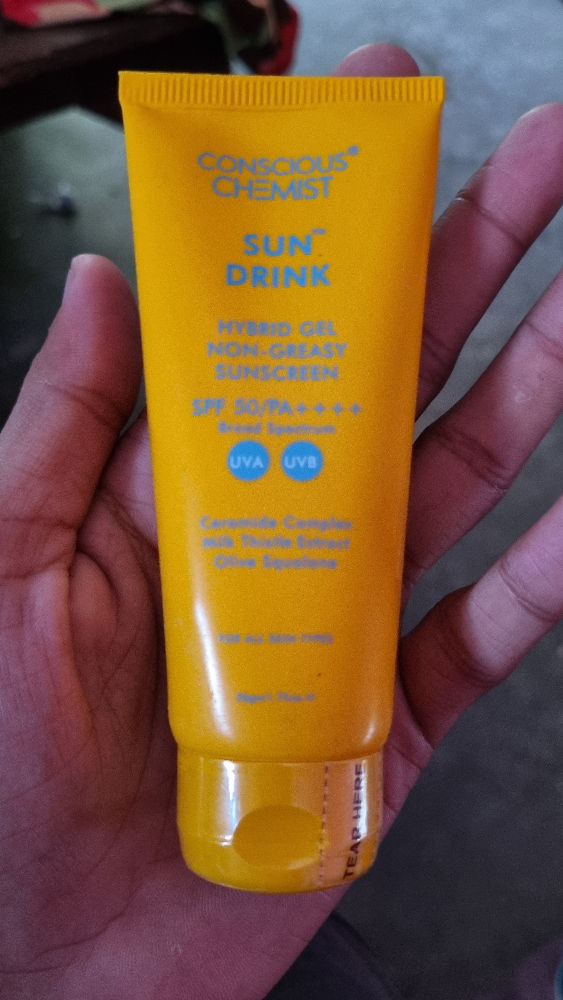 CONSCIOUS®
CHEMIST
SUN™
DRINK
HYBRID GEL
NON-GREASY
SUNSCREEN
SPF 50/PA++++
Broad Spectrum
UVA UVB
Ceramide Complex
Milk Thistle Extract
Olive Squalane
FOR ALL SKIN TYPES
TEAR HERE